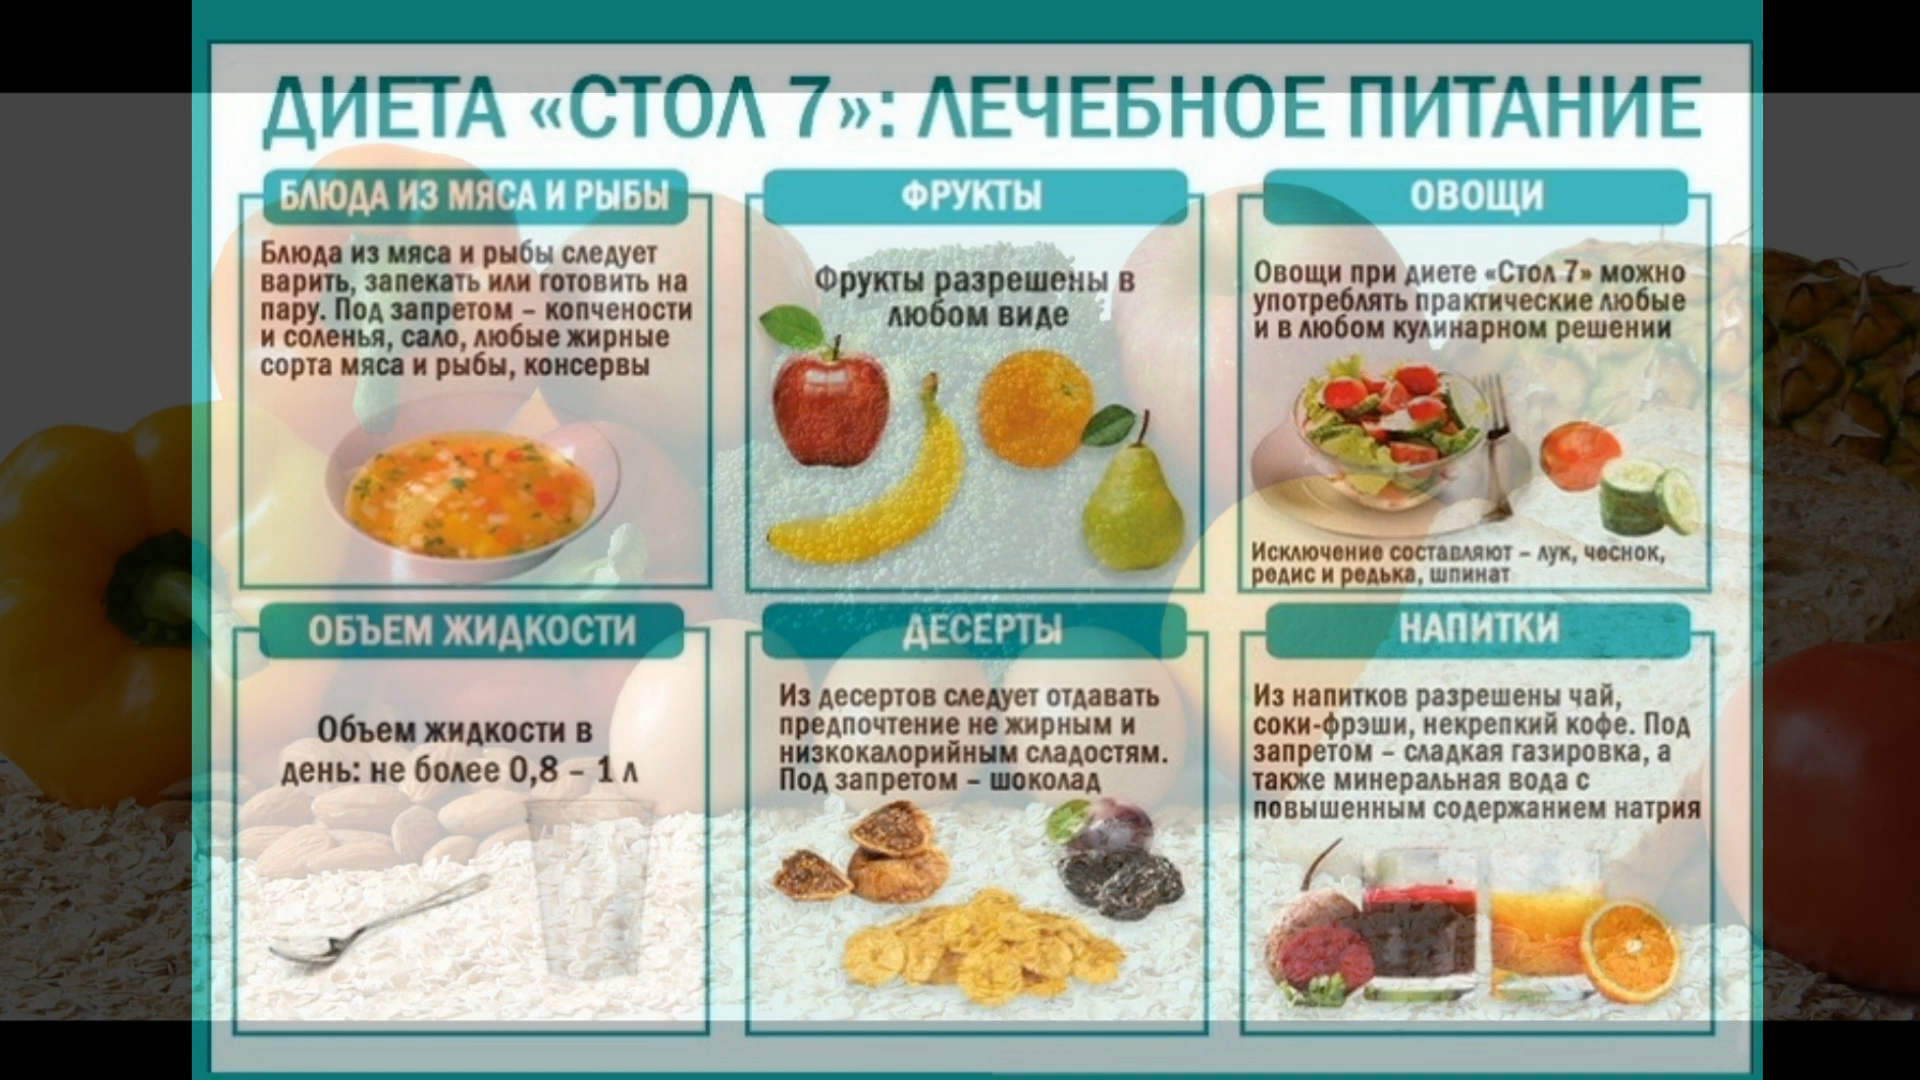 ДИЕТА «СТОЛ 7»: ЛЕЧЕБНОЕ ПИТАНИЕ
БЛЮДА ИЗ МЯСА И РЫБЫ
Блюда из мяса и рыбы следует
варить, запекать или готовить на
пару. Под запретом – копчености
и соленья, сало, любые жирные
сорта мяса и рыбы, консервы
ФРУКТЫ
Фрукты разрешены в
любом виде
ОВОЩИ
Овощи при диете «Стол 7» можно
употреблять практические любые
и в любом кулинарном решении
Исключение составляют – лук, чеснок,
редис и редька, шпинат
ОБЪЕМ ЖИДКОСТИ
Объем жидкости в
день: не более 0,8 – 1 л
ДЕСЕРТЫ
Из десертов следует отдавать
предпочтение не жирным и
низкокалорийным сладостям.
Под запретом – шоколад
НАПИТКИ
Из напитков разрешены чай,
соки-фрэши, некрепкий кофе. Под
запретом – сладкая газировка, а
также минеральная вода с
повышенным содержанием натрия